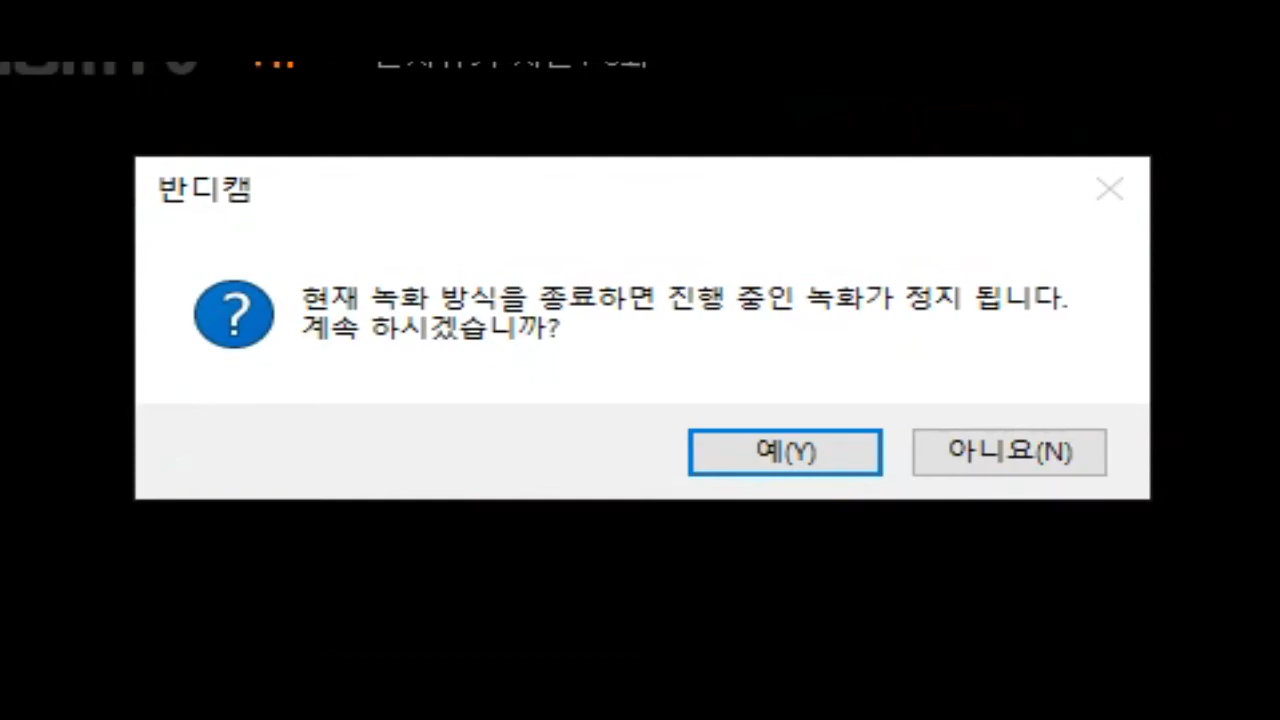 반디캠
현재 녹화 방식을 종료하면 진행 중인 녹화가 정지 됩니다.
계속 하시겠습니까?
예(Y)
아니요(N)